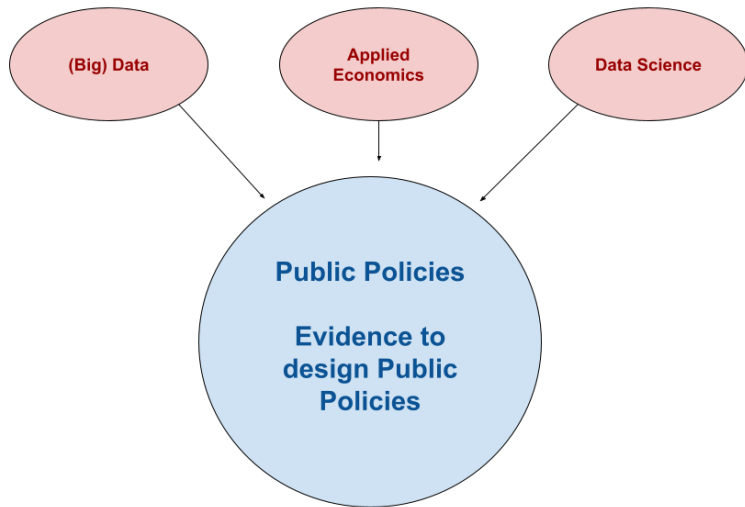 (Big) Data
Applied
Economics
Data Science
Public Policies
Evidence to
design Public
Policies